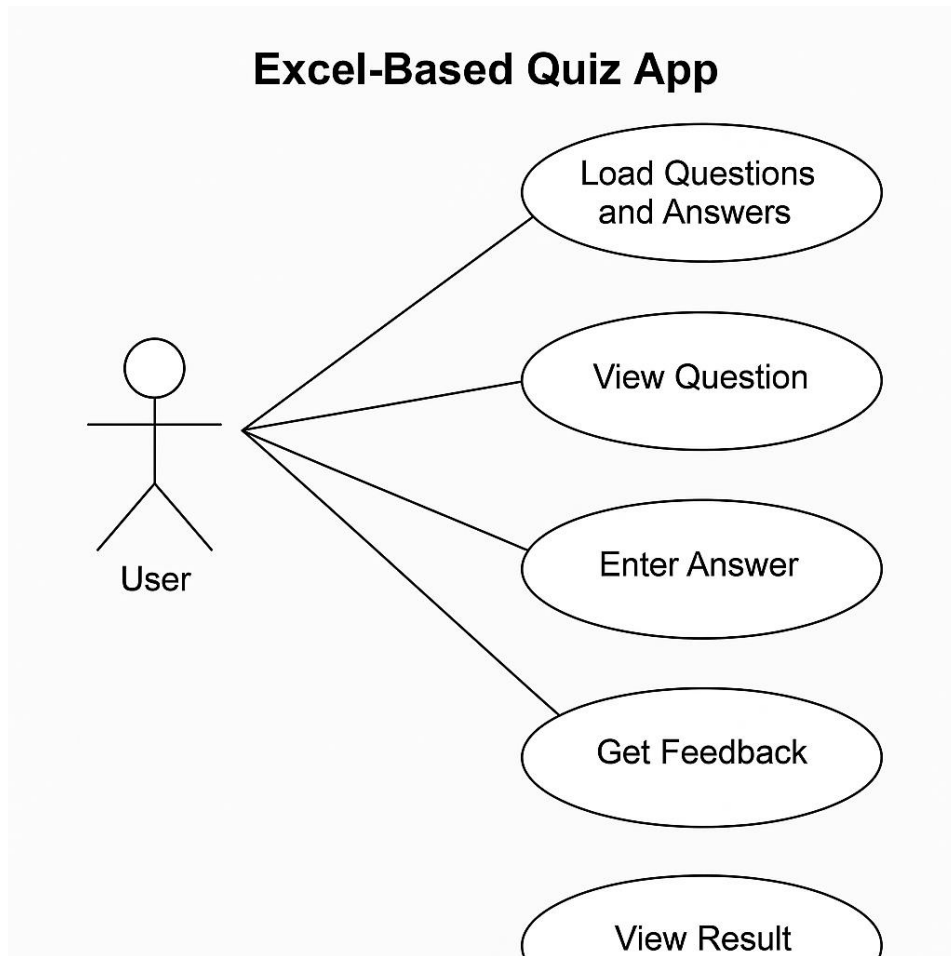 Excel-Based Quiz App
Load Questions
and Answers
View Question
User
Enter Answer
Get Feedback
View Result